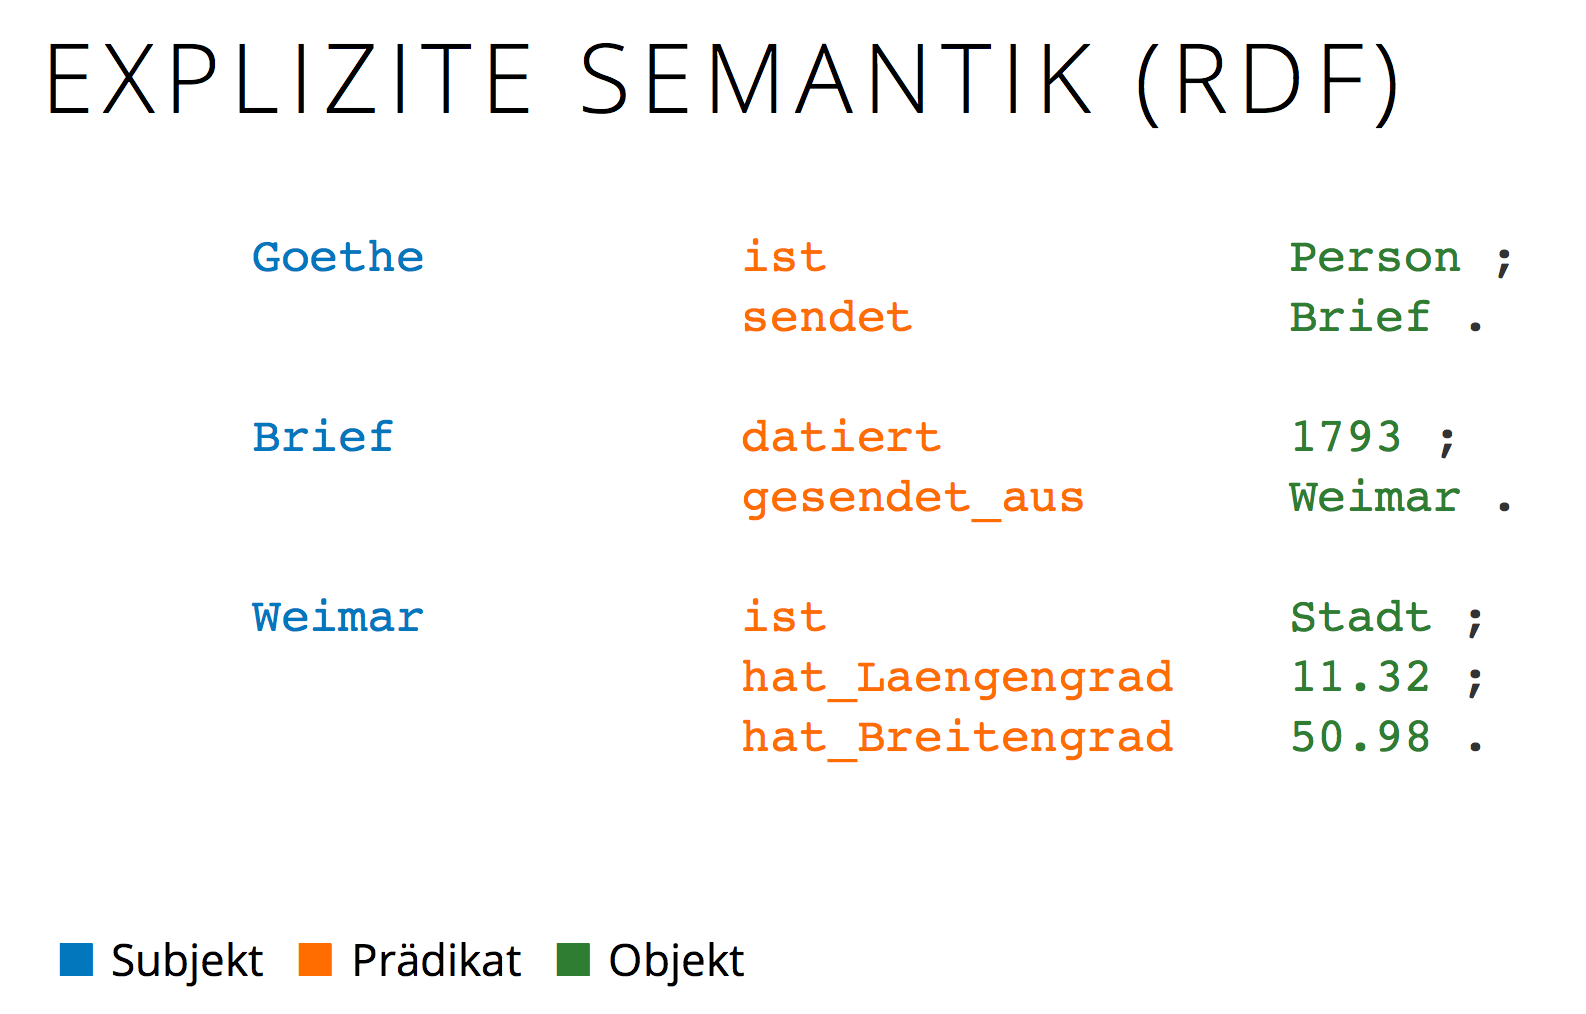 EXPLIZITE SEMANTIK (RDF)
Goethe ist Person ;
sendet Brief .
Brief datiert 1793 ;
gesendet_aus Weimar .
Weimar ist Stadt ;
hat_Laengengrad 11.32 ;
hat_Breitengrad 50.98 .
Subjekt Prädikat Objekt